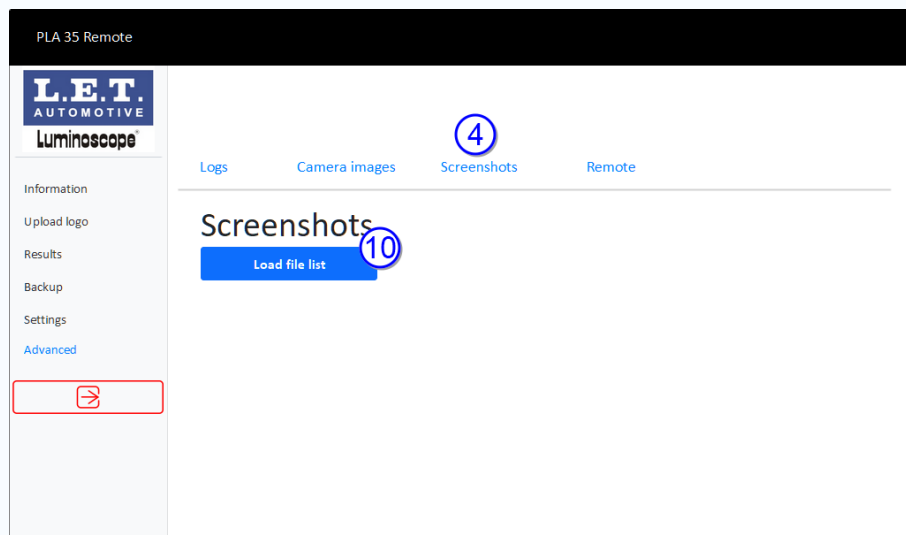 PLA 35 Remote
L.E.T.
AUTOMOTIVE
Luminoscope®
Information
Upload logo
Results
Backup
Settings
Advanced
4
Logs Camera images Screenshots Remote
Screenshots
10
Load file list